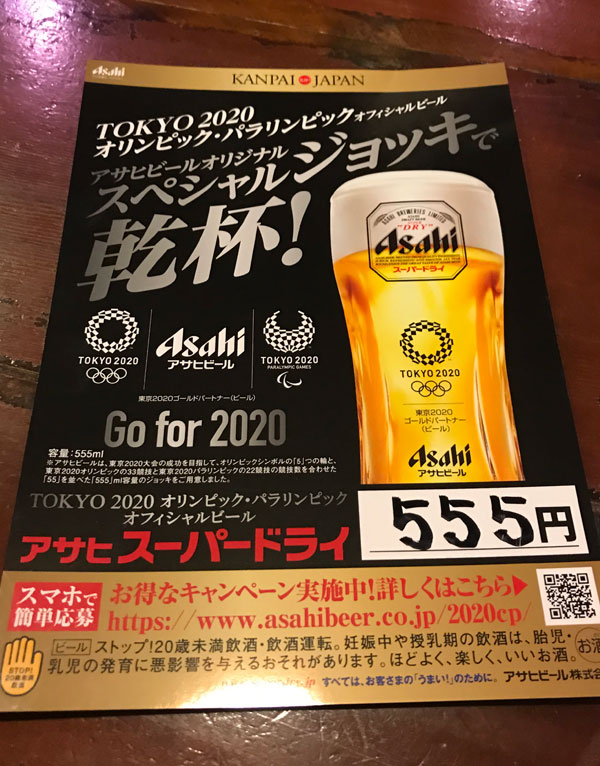 Asahi
KANPAI JAPAN
TOKYO 2020
オリンピック・パラリンピックオフィシャルビール
アサヒビールオリジナル
スペシャルジョッキで
乾杯!
ASAHI BREWERIES LIMITED
"DRY"
Asahi
スーパードライ
TOKYO 2020
東京2020
ゴールドパートナー
(ビール)
Asahi
アサヒビール
TOKYO 2020
Asahi
アサヒビール
TOKYO 2020
PARALYMPIC GAMES
東京2020ゴールドパートナー(ビール)
Go for 2020
容量:555ml
※アサヒビールは、東京2020大会の成功を目指して、オリンピックシンボルの「5」つの輪と、
東京2020オリンピックの33競技と東京2020パラリンピックの22競技の競技数を合わせた
「55」を並べた「555」ml容量のジョッキをご用意しました。
TOKYO 2020 オリンピック・パラリンピック
オフィシャルビール
アサヒスーパードライ
555円
スマホで
簡単応募
お得なキャンペーン実施中!詳しくはこちら▶
https://www.asahibeer.co.jp/2020cp/
STOP!
20歳未満
飲酒
ビール ストップ!20歳未満飲酒・飲酒運転。妊娠中や授乳期の飲酒は、胎児・
乳児の発育に悪影響を与えるおそれがあります。ほどよく、楽しく、いいお酒。
お酒
すべては、お客さまの「うまい!」のために。 アサヒビール株式会